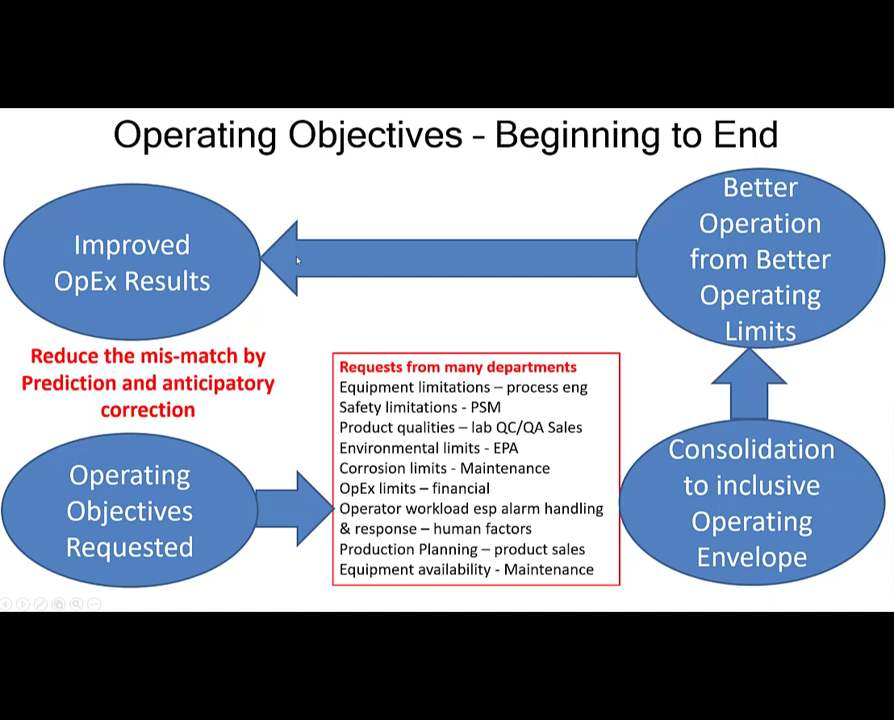 Operating Objectives – Beginning to End
Improved
OpEx Results
Better
Operation
from Better
Operating
Limits
Reduce the mis-match by
Prediction and anticipatory
correction
Operating
Objectives
Requested
Requests from many departments
Equipment limitations – process eng
Safety limitations - PSM
Product qualities – lab QC/QA Sales
Environmental limits - EPA
Corrosion limits - Maintenance
OpEx limits – financial
Operator workload esp alarm handling
& response – human factors
Production Planning – product sales
Equipment availability - Maintenance
Consolidation
to inclusive
Operating
Envelope